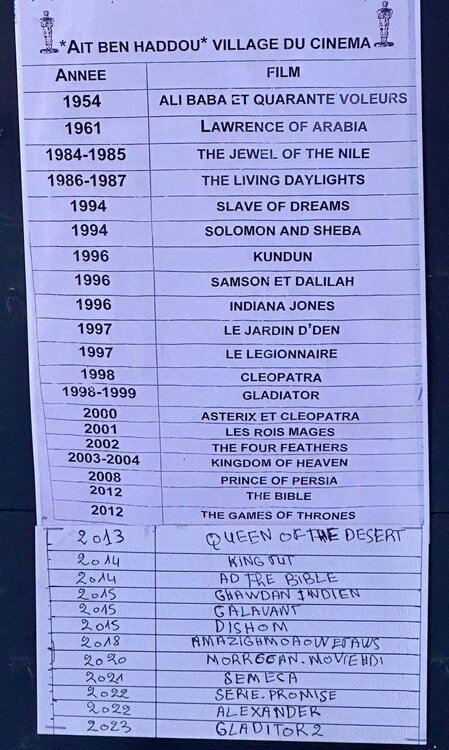 *AIT BEN HADDOU* VILLAGE DU CINEMA
ANNEE FILM
1954 ALI BABA ET QUARANTE VOLEURS
1961 LAWRENCE OF ARABIA
1984-1985 THE JEWEL OF THE NILE
1986-1987 THE LIVING DAYLIGHTS
1994 SLAVE OF DREAMS
1994 SOLOMON AND SHEBA
1996 KUNDUN
1996 SAMSON ET DALILAH
1996 INDIANA JONES
1997 LE JARDIN D'DEN
1997 LE LEGIONNAIRE
1998 CLEOPATRA
1998-1999 GLADIATOR
2000 ASTERIX ET CLEOPATRA
2001 LES ROIS MAGES
2002 THE FOUR FEATHERS
2003-2004 KINGDOM OF HEAVEN
2008 PRINCE OF PERSIA
2012 THE BIBLE
2012 THE GAMES OF THRONES
2013 QUEEN OF THE DESERT
2014 KING TUT
2014 AD THE BIBLE
2015 GHAWDAN INDIEN
2015 GALAVANT
2015 DISHOM
2018
2020 MORRCEAN.MOVIEHDI
2021 SEMECA
2022 SERIE-PROMISE
2022 ALEXANDER
2023 GLADITOR2